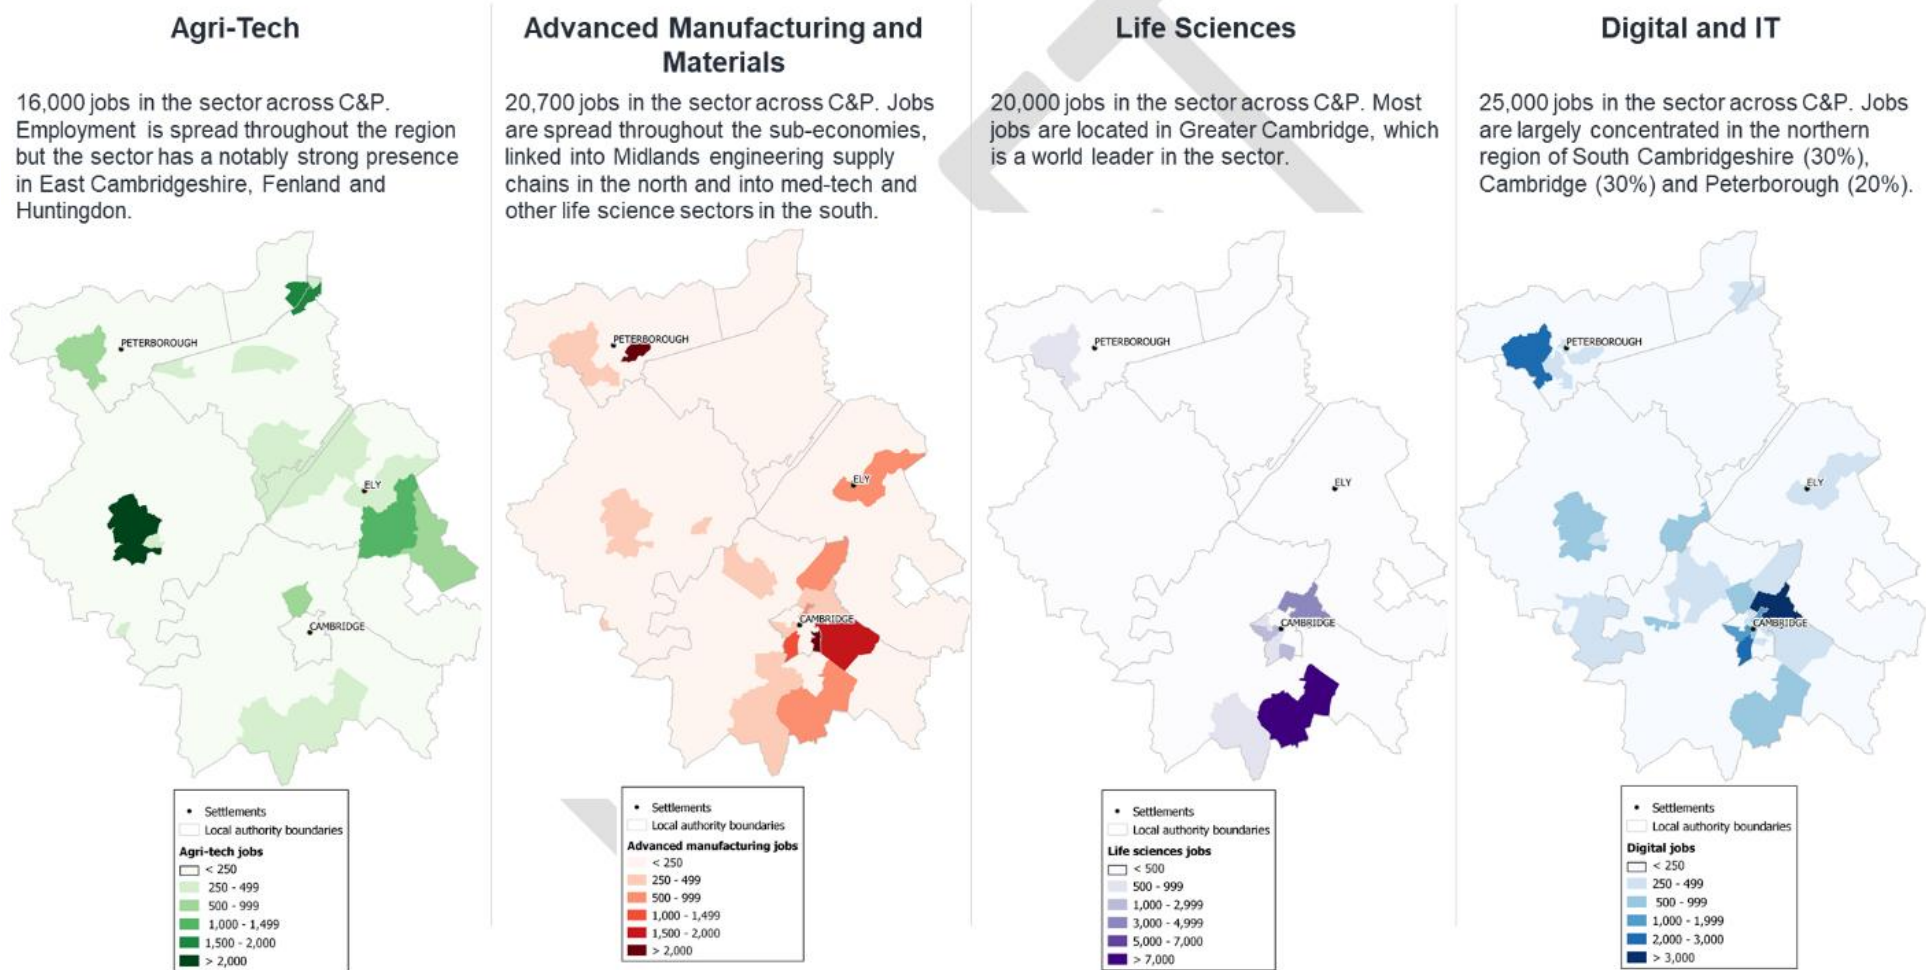 Agri-Tech
16,000 jobs in the sector across C&P.
Employment is spread throughout the region
but the sector has a notably strong presence
in East Cambridgeshire, Fenland and
Huntingdon.
PETERBOROUGH
ELY
CAMBRIDGE
Settlements
Local authority boundaries
Agri-tech jobs
< 250
250 - 499
500 - 999
1,000 - 1,499
1,500 - 2,000
> 2,000
Advanced Manufacturing and
Materials
20,700 jobs in the sector across C&P. Jobs
are spread throughout the sub-economies,
linked into Midlands engineering supply
chains in the north and into med-tech and
other life science sectors in the south.
PETERBOROUGH
ELY
CAMBRIDGE
Settlements
Local authority boundaries
Advanced manufacturing jobs
< 250
250 - 499
500 - 999
1,000 - 1,499
1,500 - 2,000
> 2,000
Life Sciences
20,000 jobs in the sector across C&P. Most
jobs are located in Greater Cambridge, which
is a world leader in the sector.
PETERBOROUGH
ELY
CAMBRIDGE
Settlements
Local authority boundaries
Life sciences jobs
< 500
500 - 999
1,000 - 2,999
3,000 - 4,999
5,000 - 7,000
> 7,000
Digital and IT
25,000 jobs in the sector across C&P. Jobs
are largely concentrated in the northern
region of South Cambridgeshire (30%),
Cambridge (30%) and Peterborough (20%).
PETERBOROUGH
ELY
CAMBRIDGE
Settlements
Local authority boundaries
Digital jobs
< 250
250 - 499
500 - 999
1,000 - 1,999
2,000 - 3,000
> 3,000